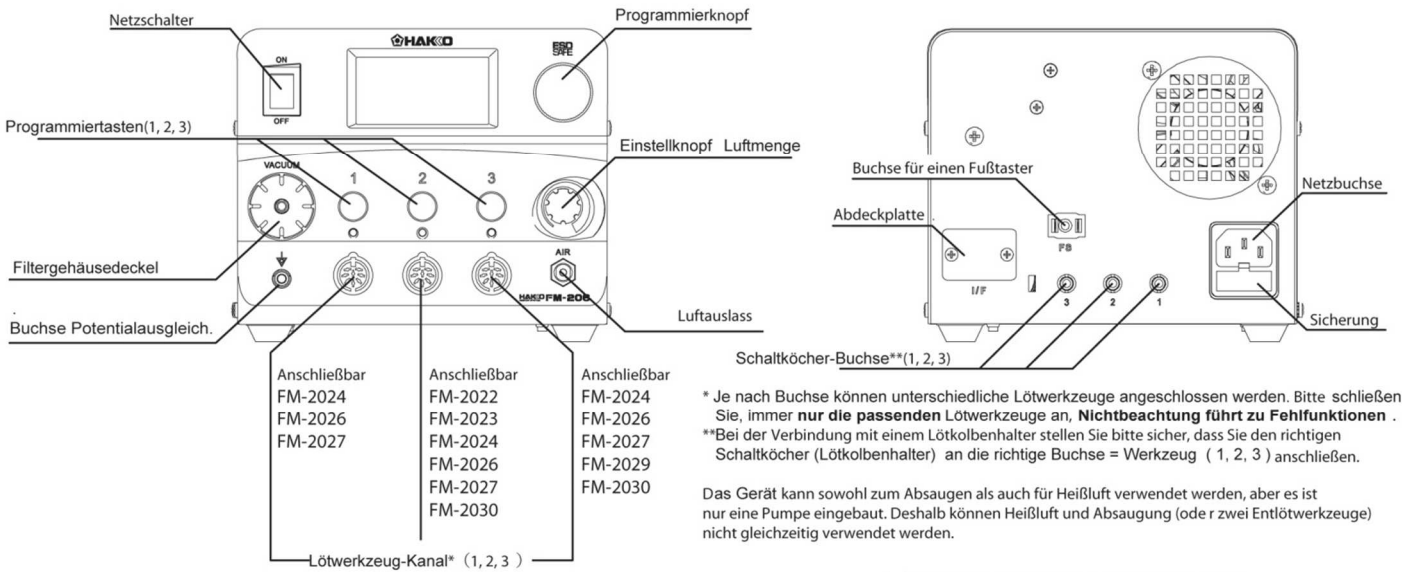 Netzschalter
Programmierknopf
HAKKO
ESD
SAFE
ON
OFF
Programmiertasten(1, 2, 3)
Einstellknopf Luftmenge
VACUUM
1
2
3
AIR
Filtergehäusedeckel
HAKKO FM-206
.
Buchse Potentialausgleich.
Luftauslass
Anschließbar
FM-2024
FM-2026
FM-2027
Anschließbar
FM-2022
FM-2023
FM-2024
FM-2026
FM-2027
FM-2030
Anschließbar
FM-2024
FM-2026
FM-2027
FM-2029
FM-2030
Lötwerkzeug-Kanal* (1, 2, 3 )
Buchse für einen Fußtaster
Netzbuchse
Abdeckplatte .
FS
I/F
3
2
1
Sicherung
Schaltköcher-Buchse**(1, 2, 3)
* Je nach Buchse können unterschiedliche Lötwerkzeuge angeschlossen werden. Bitte schließen
Sie, immer nur die passenden Lötwerkzeuge an, Nichtbeachtung führt zu Fehlfunktionen .
**Bei der Verbindung mit einem Lötkolbenhalter stellen Sie bitte sicher, dass Sie den richtigen
Schaltköcher (Lötkolbenhalter) an die richtige Buchse = Werkzeug ( 1, 2, 3 ) anschließen.
Das Gerät kann sowohl zum Absaugen als auch für Heißluft verwendet werden, aber es ist
nur eine Pumpe eingebaut. Deshalb können Heißluft und Absaugung (ode r zwei Entlötwerkzeuge)
nicht gleichzeitig verwendet werden.